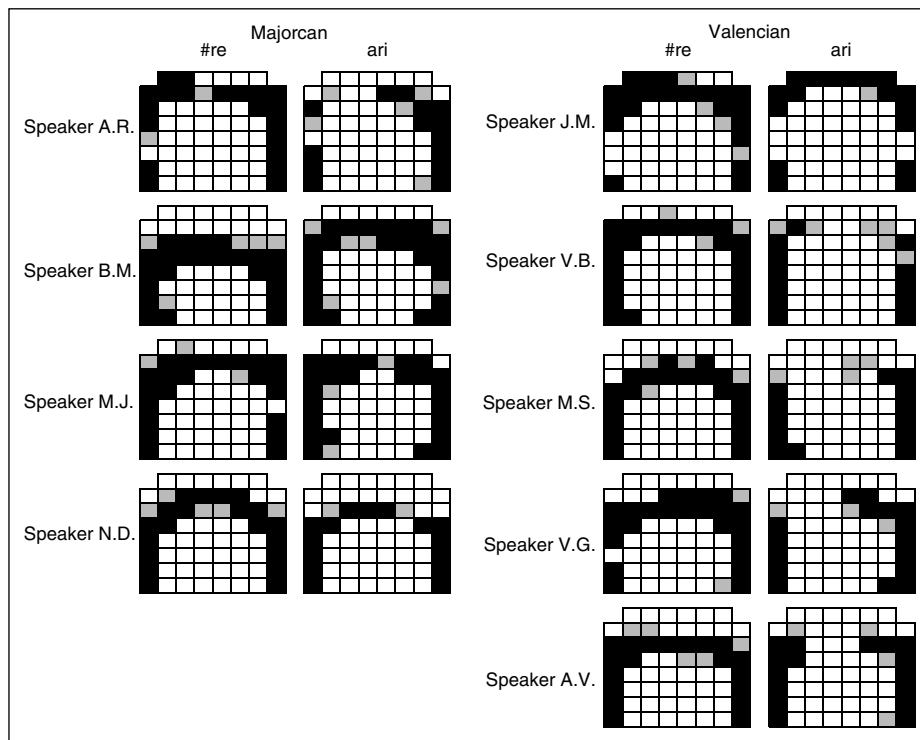 Majorcan Valencian
#re ari #re ari
Speaker A.R. Speaker J.M.
Speaker B.M. Speaker V.B.
Speaker M.J. Speaker M.S.
Speaker N.D. Speaker V.G.
Speaker A.V.